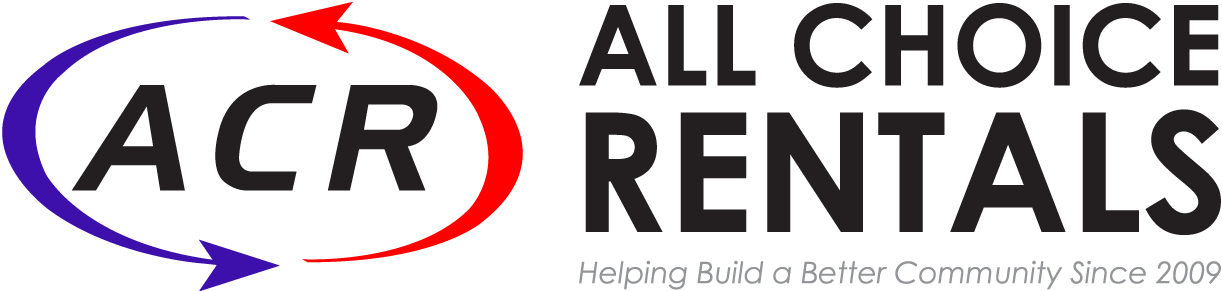 ACR
ALL CHOICE
RENTALS
Helping Build a Better Community Since 2009